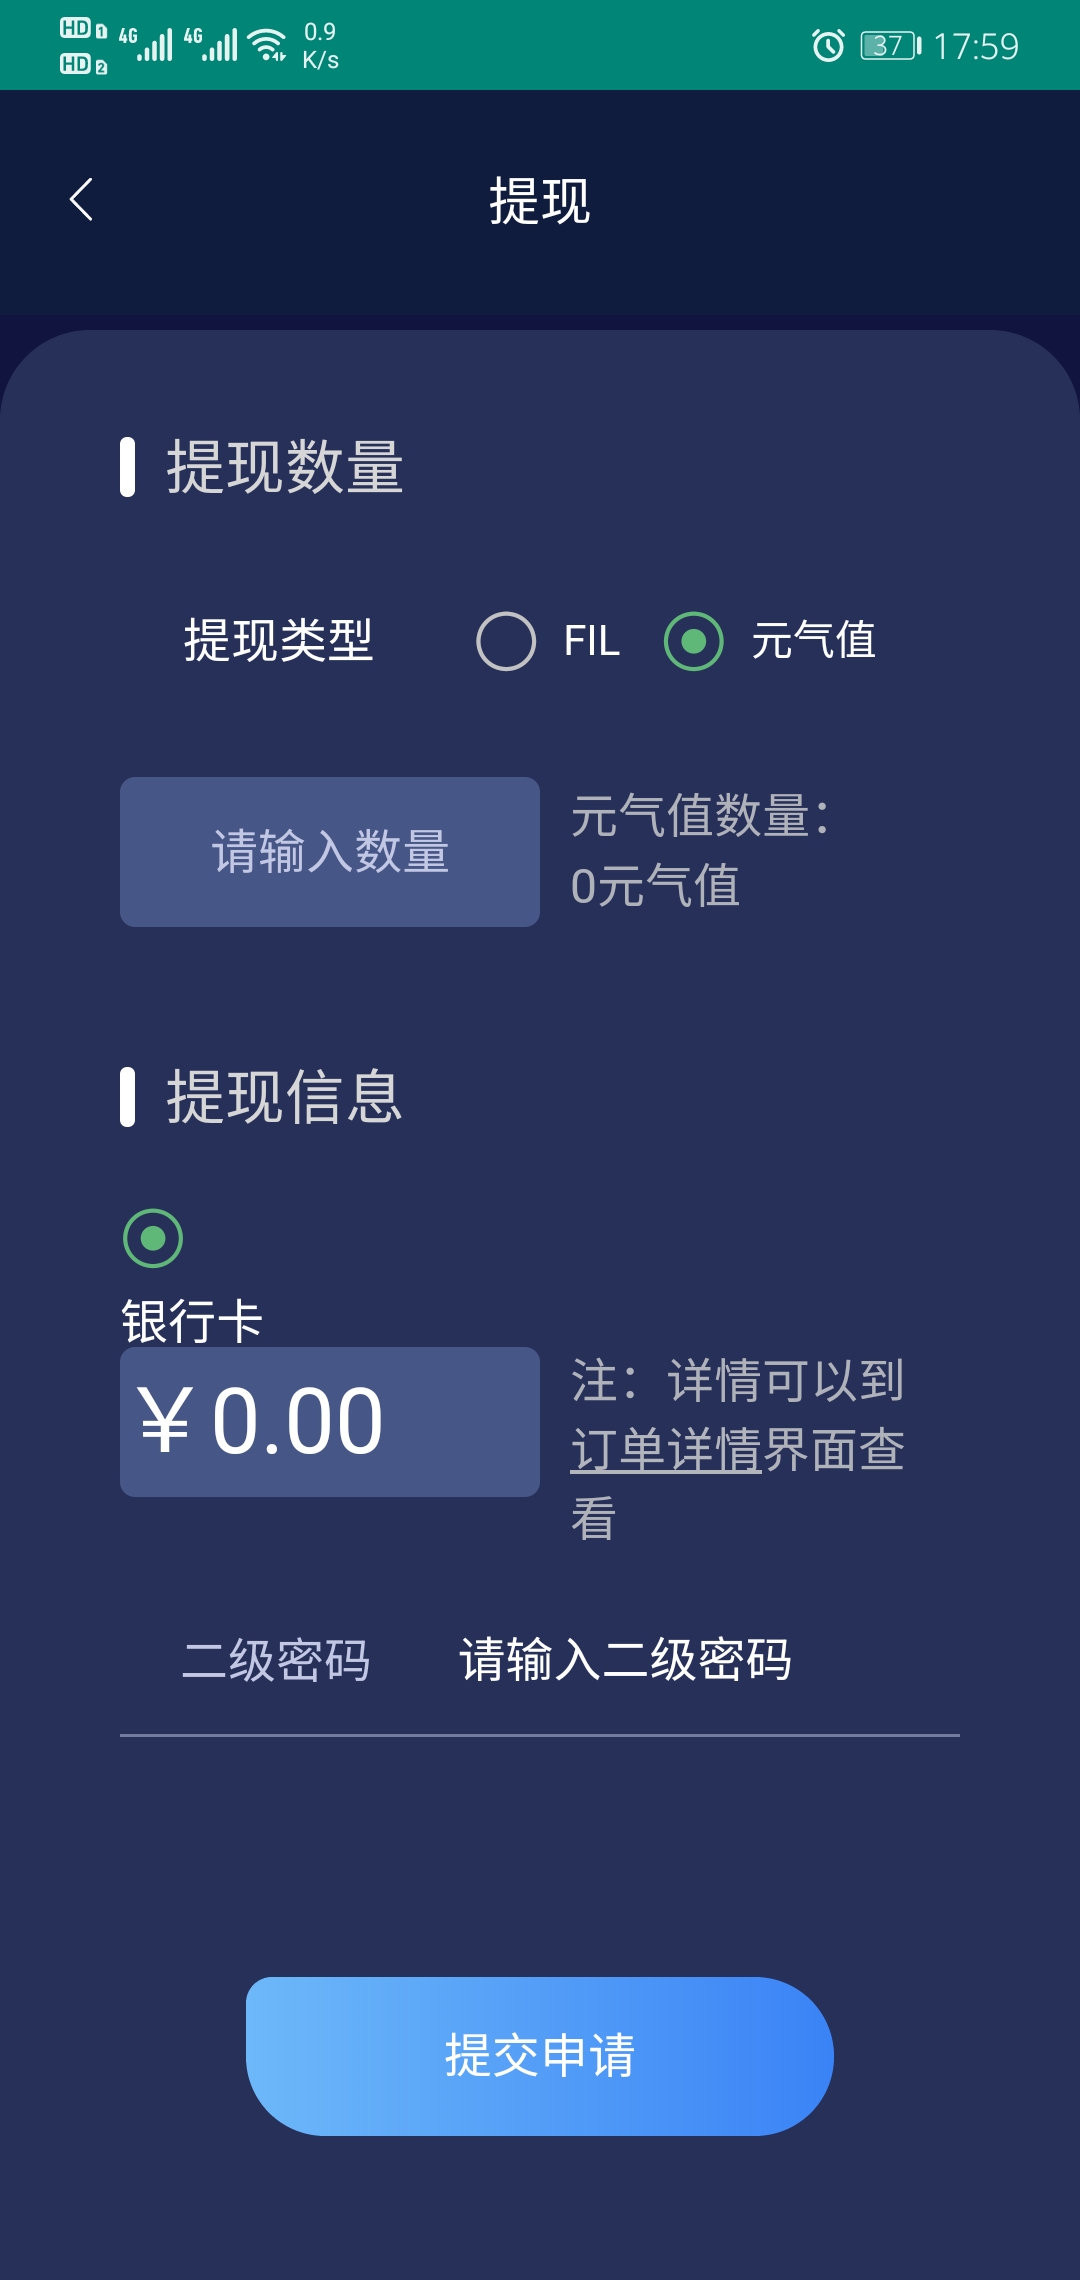 HD 1 4G 4G 0.9 K/s 37 17:59
HD 2
提现
提现数量
提现类型 FIL 元气值
请输入数量
元气值数量：
0元气值
提现信息
银行卡
￥0.00
注：详情可以到
订单详情界面查
看
二级密码 请输入二级密码
提交申请